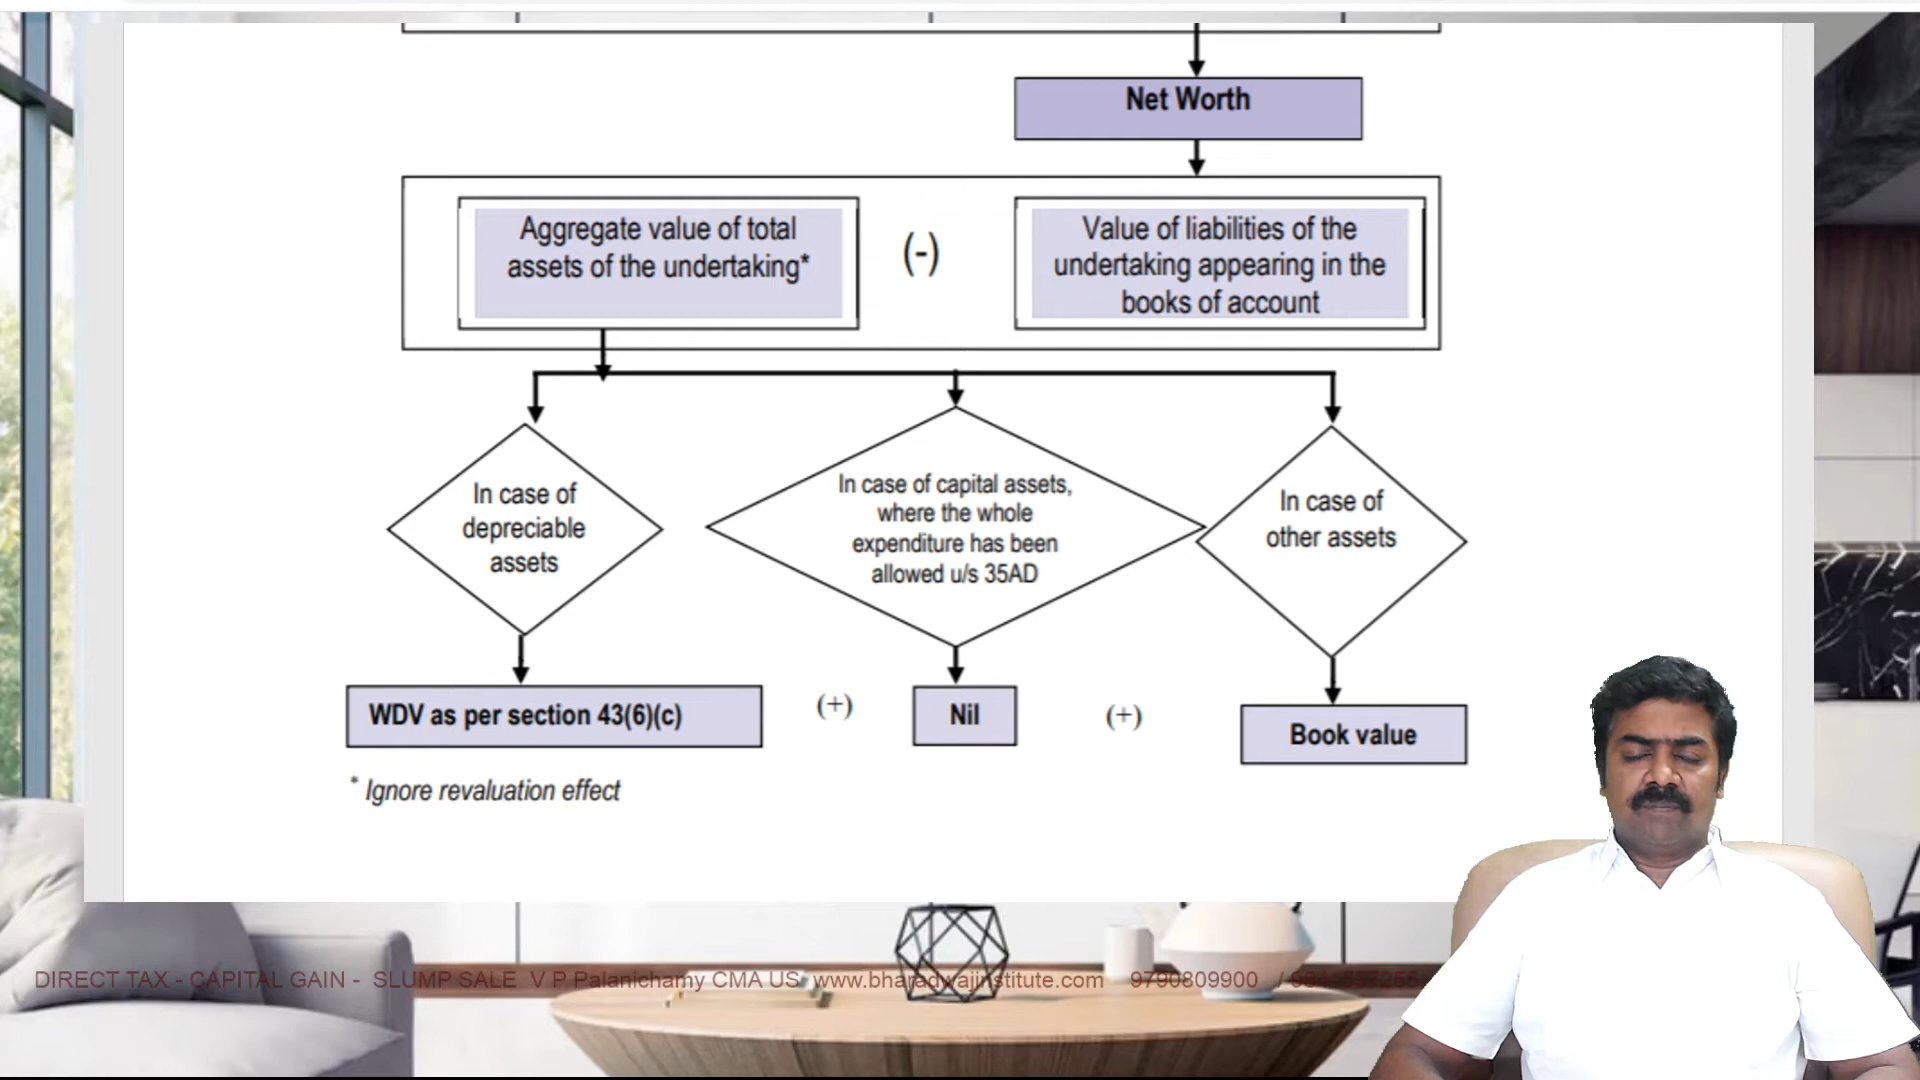 Net Worth
Aggregate value of total
assets of the undertaking*
(-)
Value of liabilities of the
undertaking appearing in the
books of account
In case of
depreciable
assets
In case of capital assets,
where the whole
expenditure has been
allowed u/s 35AD
In case of
other assets
WDV as per section 43(6)(c)
(+)
Nil
(+)
Book value
* Ignore revaluation effect
DIRECT TAX - CAPITAL GAIN - SLUMP SALE V P Palanichamy CMA US www.bharadwajinstitute.com 9790809900 /